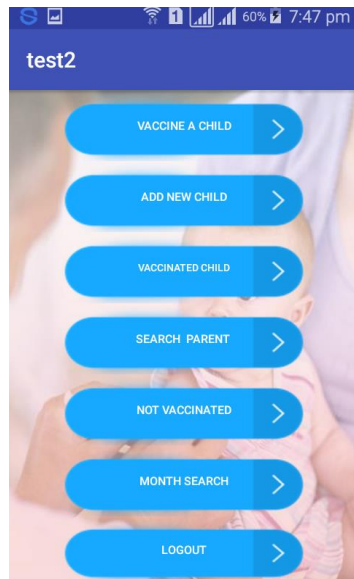 1 60% 7:47 pm
test2
VACCINE A CHILD
ADD NEW CHILD
VACCINATED CHILD
SEARCH PARENT
NOT VACCINATED
MONTH SEARCH
LOGOUT